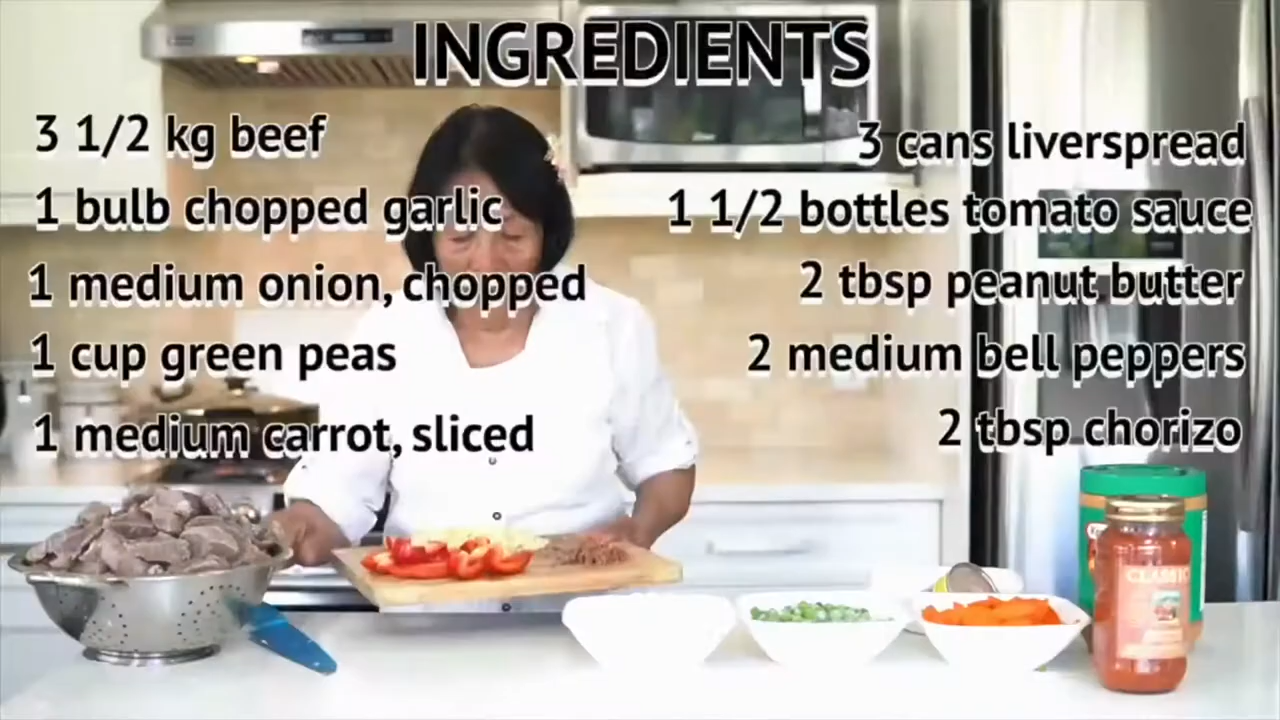 INGREDIENTS
3 1/2 kg beef
1 bulb chopped garlic
1 medium onion, chopped
1 cup green peas
1 medium carrot, sliced
3 cans liverspread
1 1/2 bottles tomato sauce
2 tbsp peanut butter
2 medium bell peppers
2 tbsp chorizo
CLASSIC